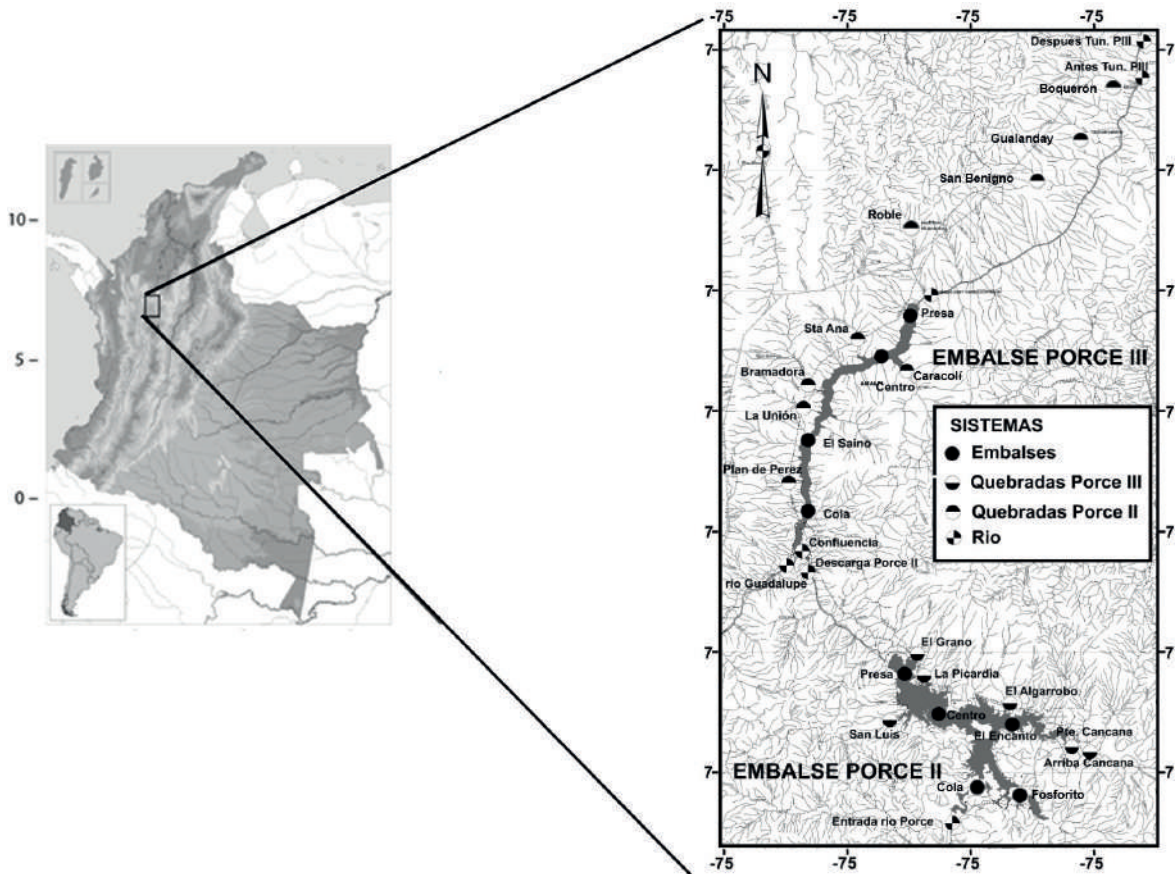 -75 -75 -75 -75
10
5
0
7
7
7
7
7
7
7
Despues Tun. PIII
Antes Tun. PIII
Boquerón
N
Gualanday
San Benigno
Roble
Presa
Sta Ana
EMBALSE PORCE III
Caracolí
Centro
Bramadora
La Unión
El Saino
Plan de Perez
Cola
Confluencia
Descarga Porce II
rio Guadalupe
SISTEMAS
Embalses
Quebradas Porce III
Quebradas Porce II
Rio
El Grano
Presa
La Picardia
El Algarrobo
Centro
Pte. Cancana
El Encanto
San Luis
Arriba Cancana
EMBALSE PORCE II
Cola
Fosforito
Entrada rio Porce
7
7
7
7
7
7
7
-75 -75 -75 -75